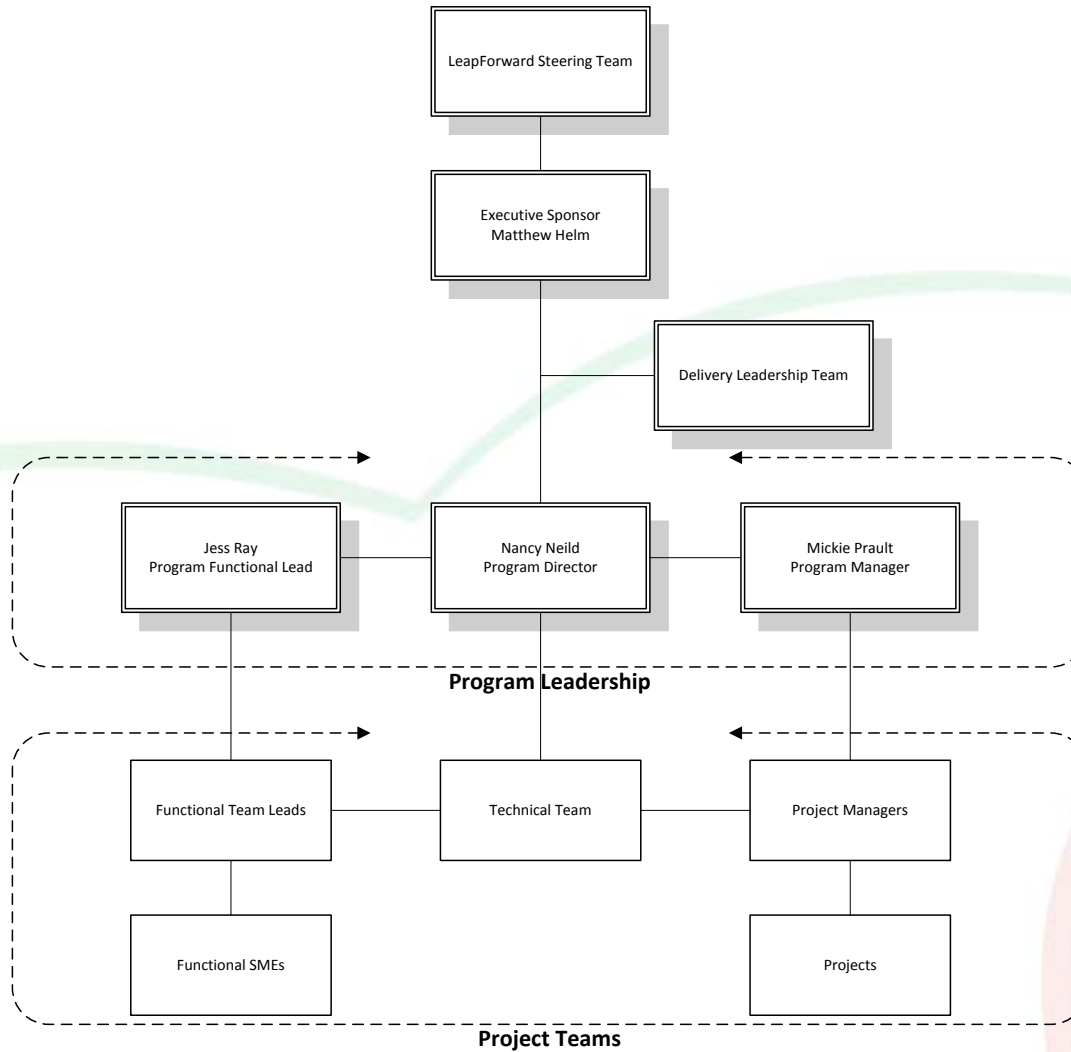 LeapForward Steering Team
Executive Sponsor
Matthew Helm
Delivery Leadership Team
Jess Ray
Program Functional Lead
Nancy Neild
Program Director
Mickie Prault
Program Manager
Program Leadership
Functional Team Leads
Technical Team
Project Managers
Functional SMEs
Projects
Project Teams